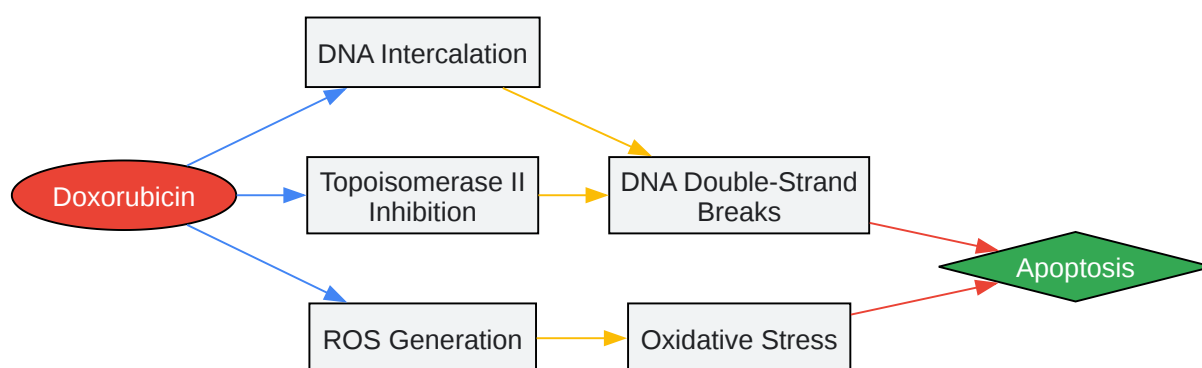 DNA Intercalation
Doxorubicin
Topoisomerase II
Inhibition
DNA Double-Strand
Breaks
Apoptosis
ROS Generation
Oxidative Stress